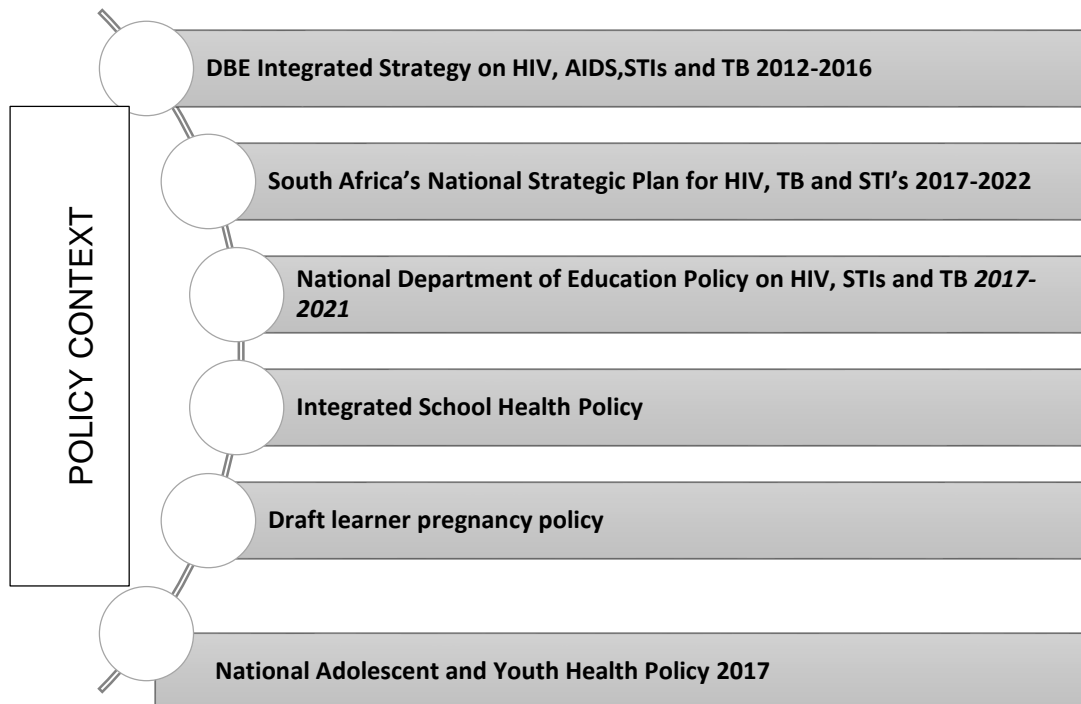 DBE Integrated Strategy on HIV, AIDS,STIs and TB 2012-2016
South Africa’s National Strategic Plan for HIV, TB and STI’s 2017-2022
POLICY CONTEXT
National Department of Education Policy on HIV, STIs and TB 2017-
2021
Integrated School Health Policy
Draft learner pregnancy policy
National Adolescent and Youth Health Policy 2017